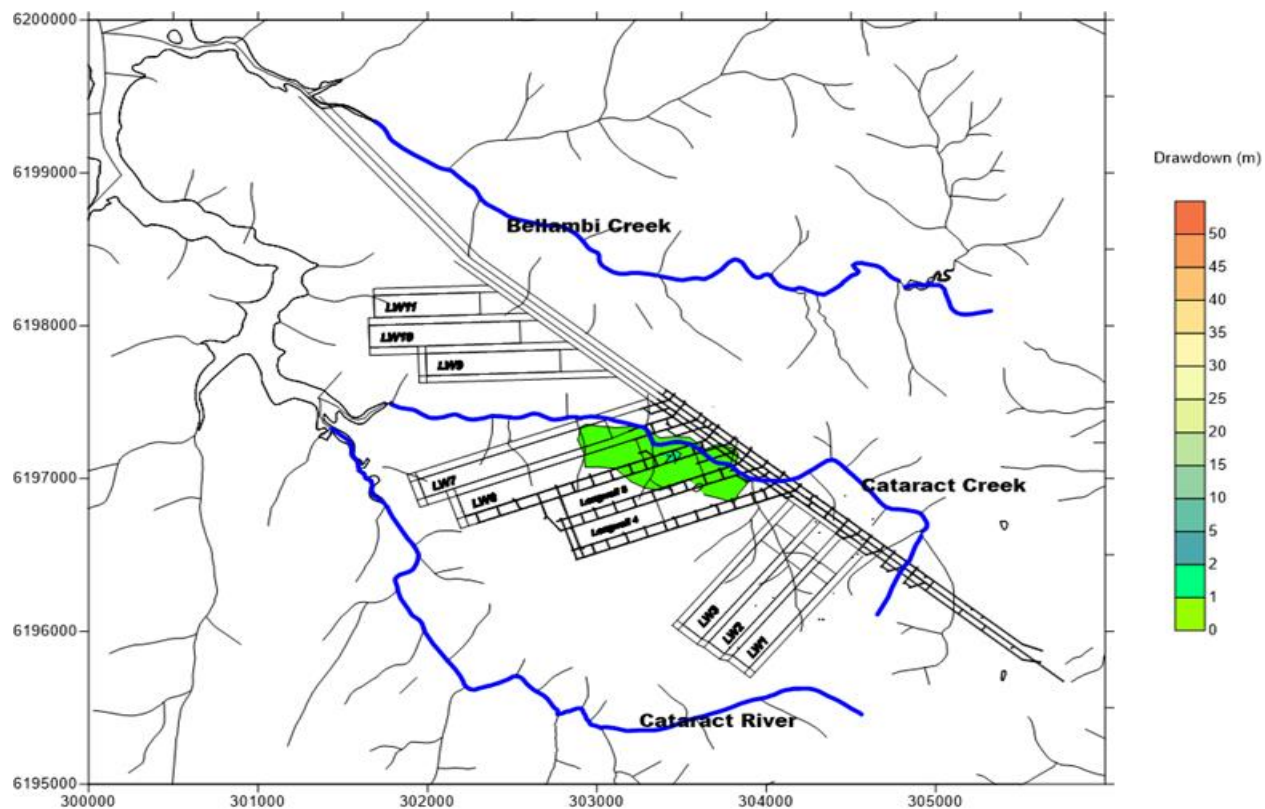 6200000
6199000
6198000
6197000
6196000
6195000
300000
301000
302000
303000
304000
305000
Bellambi Creek
LW11
LW10
LW9
Cataract Creek
LW7
LW6
Longwall 5
Longwall 4
LW3
LW2
LW1
Cataract River
Drawdown (m)
50
45
40
35
30
25
20
15
10
5
2
1
0